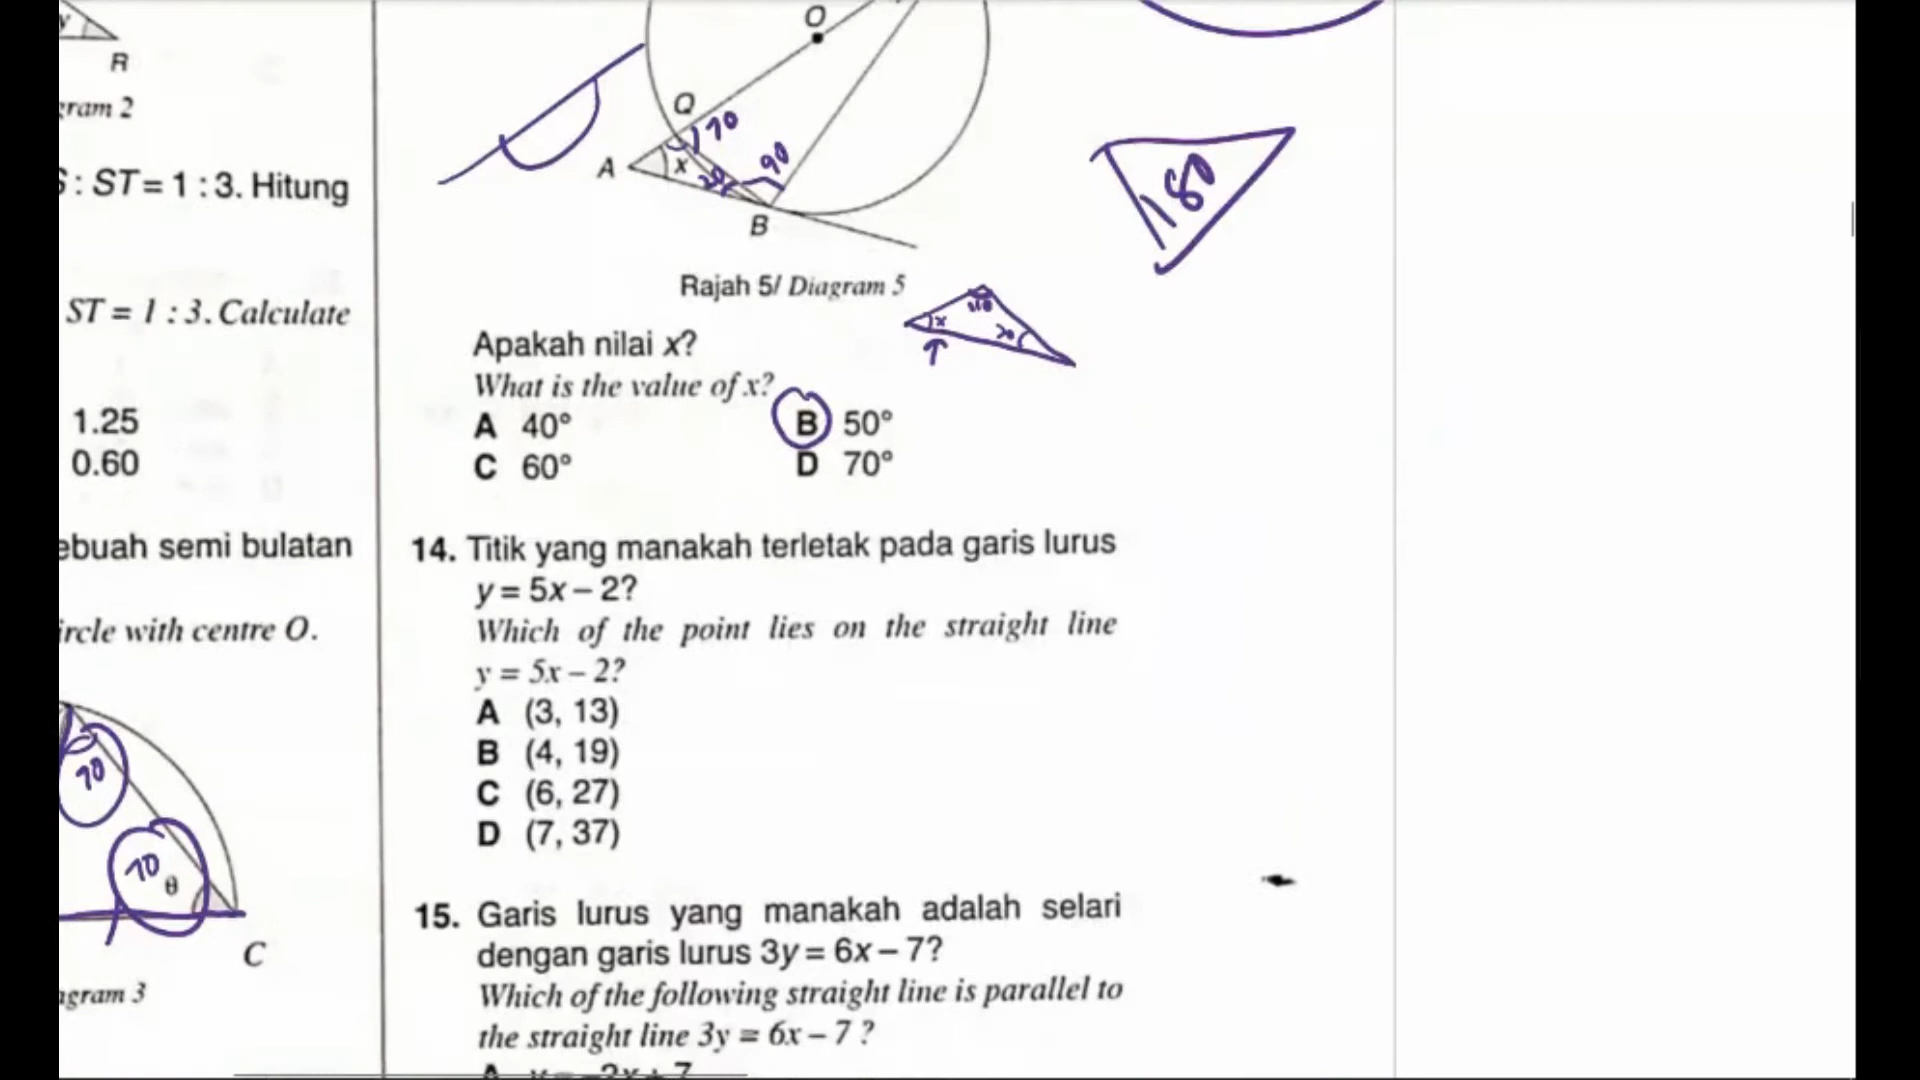 R
gram 2
S : ST = 1 : 3. Hitung
ST = 1 : 3. Calculate
1.25
0.60
ebuah semi bulatan
ircle with centre O.
70
70 θ
C
agram 3
O
Q
70
A
x
20
90
B
180
Rajah 5/ Diagram 5
x
110
20
Apakah nilai x?
What is the value of x?
A 40° B 50°
C 60° D 70°
14. Titik yang manakah terletak pada garis lurus
y = 5x – 2?
Which of the point lies on the straight line
y = 5x – 2?
A (3, 13)
B (4, 19)
C (6, 27)
D (7, 37)
15. Garis lurus yang manakah adalah selari
dengan garis lurus 3y = 6x – 7?
Which of the following straight line is parallel to
the straight line 3y = 6x – 7 ?